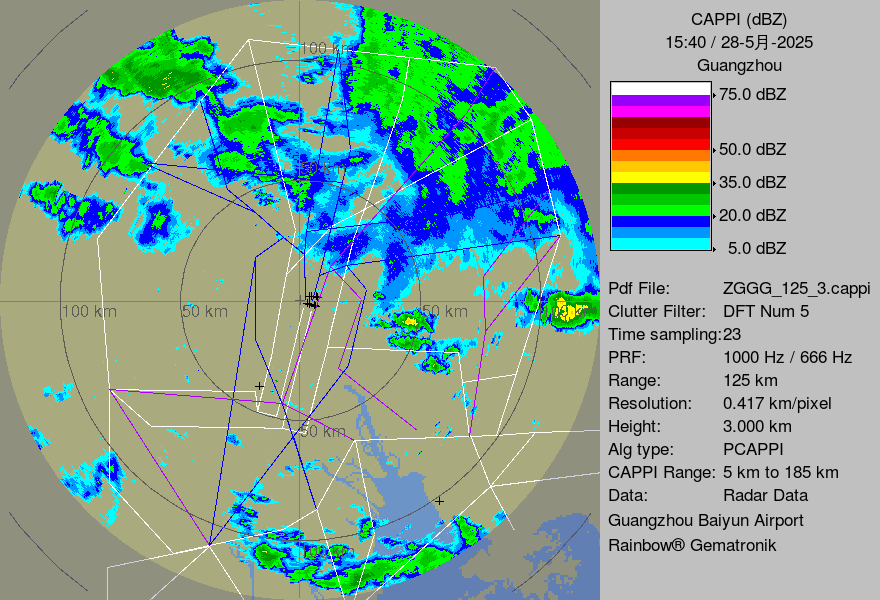 CAPPI (dBZ)
15:40 / 28-5月-2025
Guangzhou
75.0 dBZ
50.0 dBZ
35.0 dBZ
20.0 dBZ
5.0 dBZ
Pdf File: ZGGG_125_3.cappi
Clutter Filter: DFT Num 5
Time sampling:23
PRF: 1000 Hz / 666 Hz
Range: 125 km
Resolution: 0.417 km/pixel
Height: 3.000 km
Alg type: PCAPPI
CAPPI Range: 5 km to 185 km
Data: Radar Data
Guangzhou Baiyun Airport
Rainbow® Gematronik
100 km
50 km
100 km
50 km
50 km
50 km
100 km